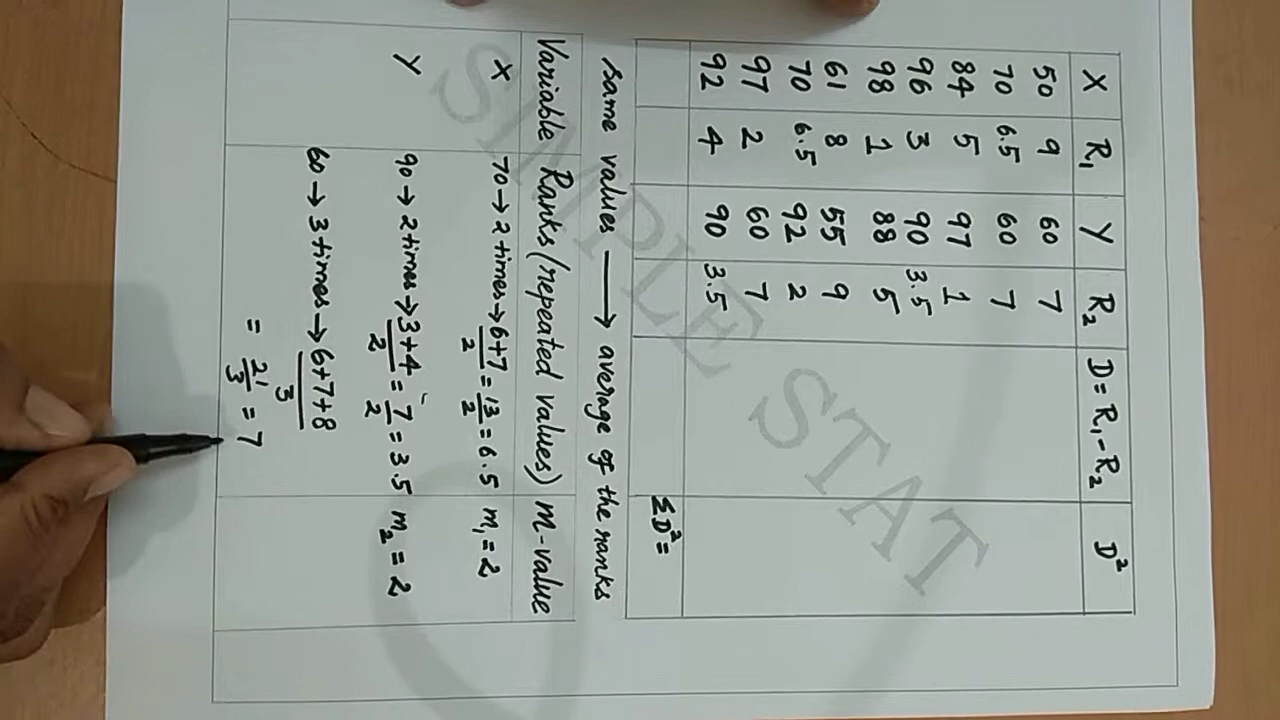 X R₁ Y R₂ D=R₁-R₂ D²
50 9 60 7
70 6.5 60 7
84 5 97 1
96 3 90 3.5
98 1 88 5
61 8 55 9
70 6.5 92 2
97 2 60 7
92 4 90 3.5
ΣD²=
same values → average of the ranks
Variable Ranks (repeated values) m-value
X 70→2 times→6+7/2=13/2=6.5 m₁=2
Y 90→2 times→3+4/2=7/2=3.5 m₂=2
60→3 times→6+7+8/3
=21/3=7
SIMPLE STAT